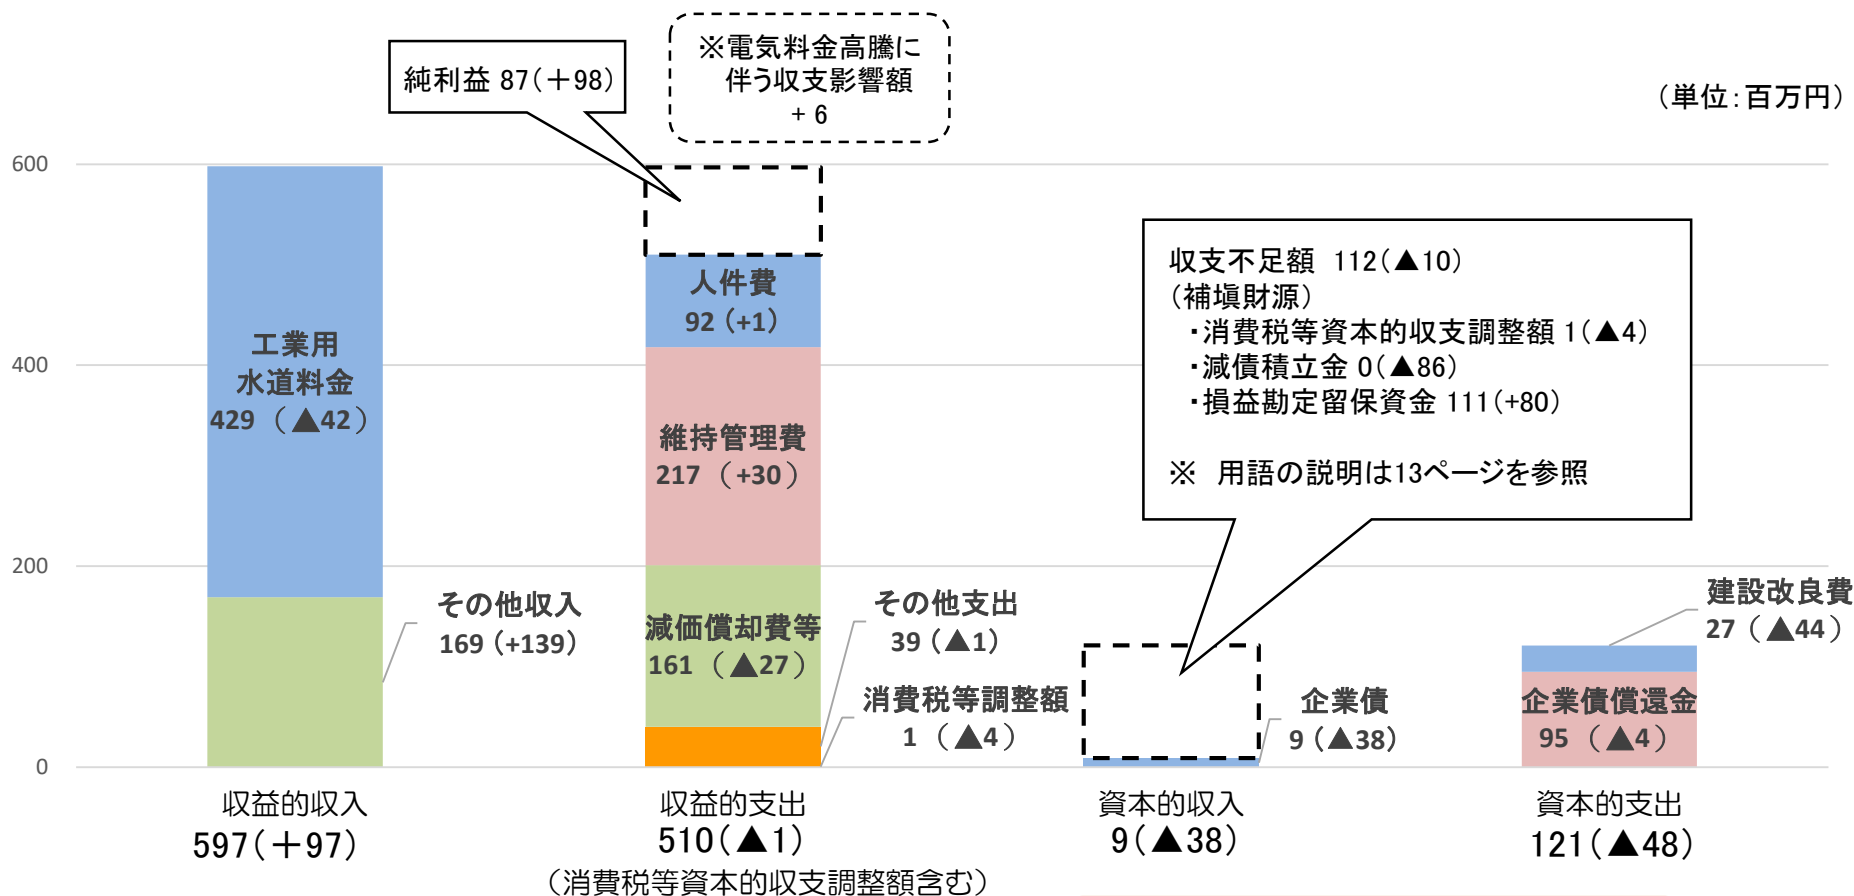 純利益 87(＋98)
※電気料金高騰に
伴う収支影響額
+ 6
（単位：百万円）
600
400
200
0
工業用
水道料金
429 （▲42）
その他収入
169 (+139)
人件費
92 (+1)
維持管理費
217 （+30）
減価償却費等
161 （▲27）
その他支出
39 (▲1)
消費税等調整額
1 （▲4）
収支不足額 112(▲10)
（補塡財源）
・消費税等資本的収支調整額 1(▲4)
・減債積立金 0(▲86)
・損益勘定留保資金 111(+80)
※ 用語の説明は13ページを参照
企業債
9 (▲38)
建設改良費
27 （▲44）
企業債償還金
95 （▲4）
収益的収入
597(＋97)
収益的支出
510(▲1)
（消費税等資本的収支調整額含む）
資本的収入
9(▲38)
資本的支出
121(▲48)